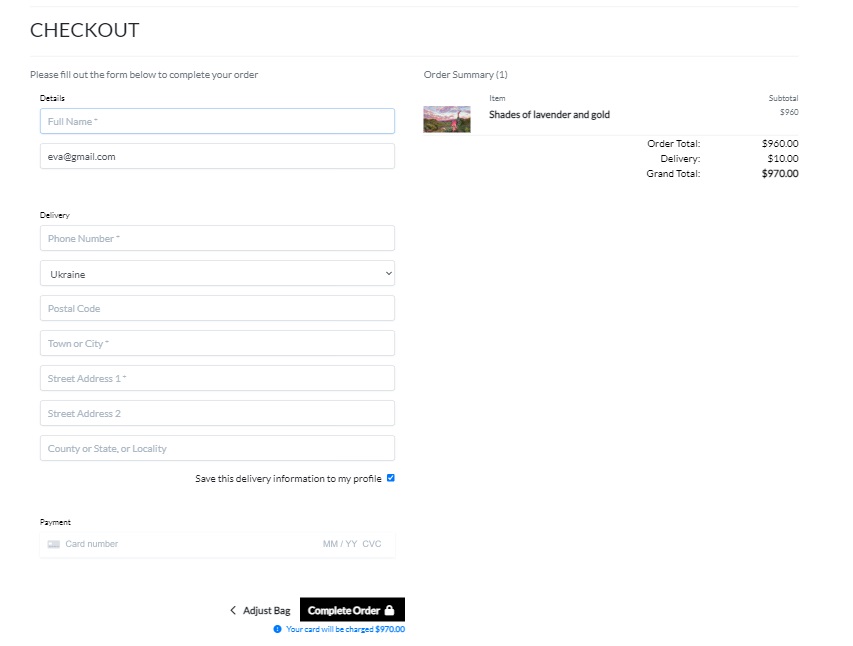 CHECKOUT
Please fill out the form below to complete your order
Details
Full Name *
eva@gmail.com
Delivery
Phone Number *
Ukraine
Postal Code
Town or City *
Street Address 1 *
Street Address 2
County or State, or Locality
Save this delivery information to my profile
Payment
Card number MM / YY CVC
Adjust Bag Complete Order
Your card will be charged $970.00
Order Summary (1)
Item Subtotal
Shades of lavender and gold $960
Order Total: $960.00
Delivery: $10.00
Grand Total: $970.00